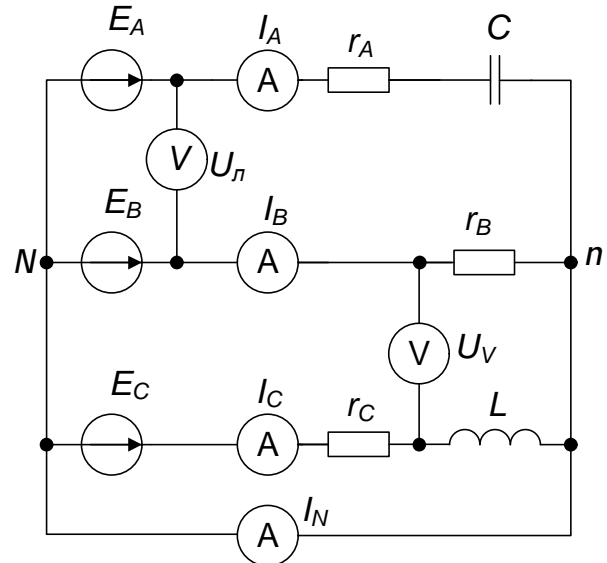 E_A I_A r_A C
A
V U_л
E_B I_B r_B
N A n
V U_V
E_C I_C r_C L
A
I_N
A